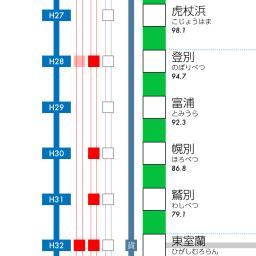 H27
虎杖浜
こじょうはま
98.1
H28
登別
のぼりべつ
94.7
H29
富浦
とみうら
92.3
H30
幌別
ほろべつ
86.8
H31
鷲別
わしべつ
79.1
H32
貨
東室蘭
ひがしむろらん